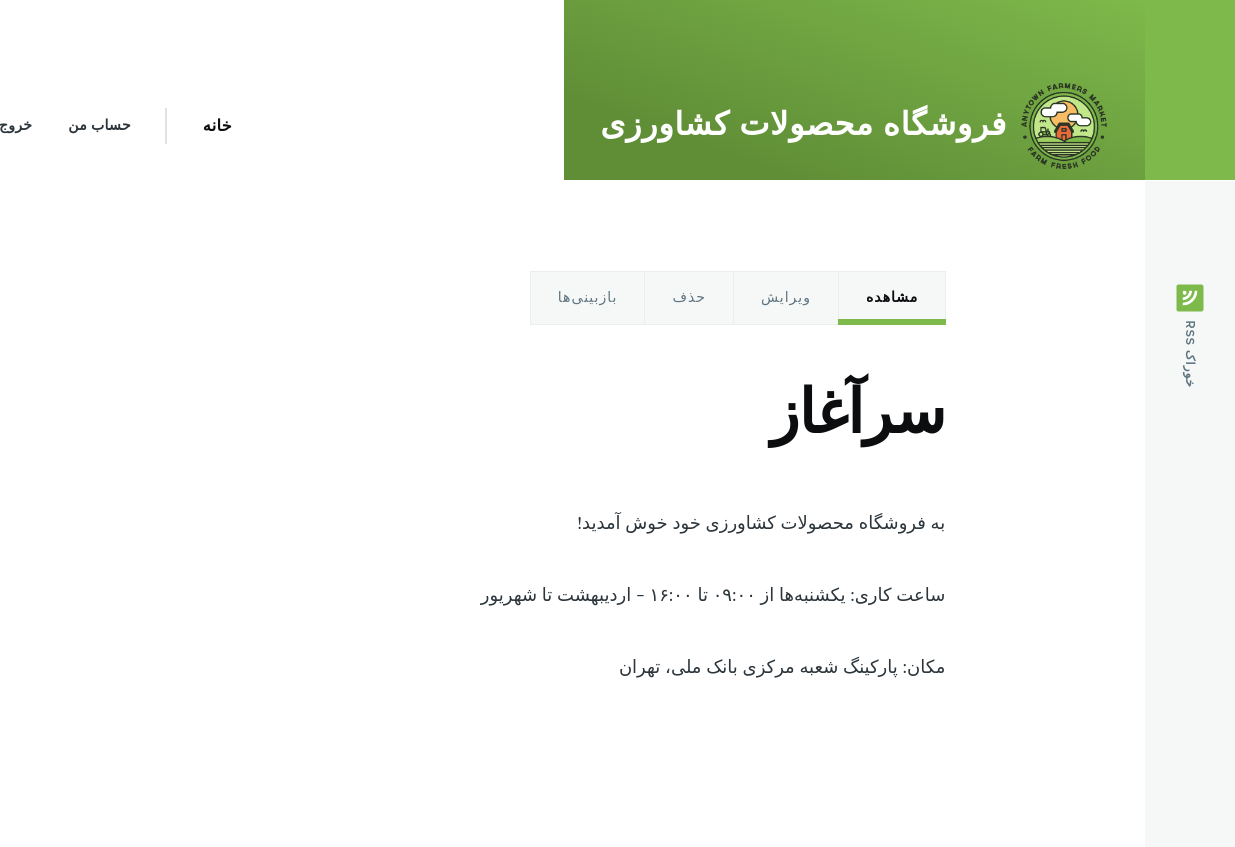 ANYTOWN FARMERS MARKET
FARM FRESH FOOD
فروشگاه محصولات کشاورزی
خانه
حساب من
خروج
خوراک RSS
مشاهده
ویرایش
حذف
بازبینی‌ها
سرآغاز
به فروشگاه محصولات کشاورزی خود خوش آمدید!
ساعت کاری: یکشنبه‌ها از ۰۹:۰۰ تا ۱۶:۰۰ – اردیبهشت تا شهریور
مکان: پارکینگ شعبه مرکزی بانک ملی، تهران